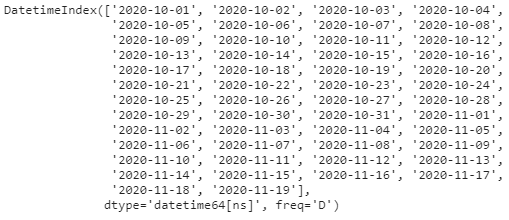 DatetimeIndex(['2020-10-01', '2020-10-02', '2020-10-03', '2020-10-04',
'2020-10-05', '2020-10-06', '2020-10-07', '2020-10-08',
'2020-10-09', '2020-10-10', '2020-10-11', '2020-10-12',
'2020-10-13', '2020-10-14', '2020-10-15', '2020-10-16',
'2020-10-17', '2020-10-18', '2020-10-19', '2020-10-20',
'2020-10-21', '2020-10-22', '2020-10-23', '2020-10-24',
'2020-10-25', '2020-10-26', '2020-10-27', '2020-10-28',
'2020-10-29', '2020-10-30', '2020-10-31', '2020-11-01',
'2020-11-02', '2020-11-03', '2020-11-04', '2020-11-05',
'2020-11-06', '2020-11-07', '2020-11-08', '2020-11-09',
'2020-11-10', '2020-11-11', '2020-11-12', '2020-11-13',
'2020-11-14', '2020-11-15', '2020-11-16', '2020-11-17',
'2020-11-18', '2020-11-19'],
dtype='datetime64[ns]', freq='D')